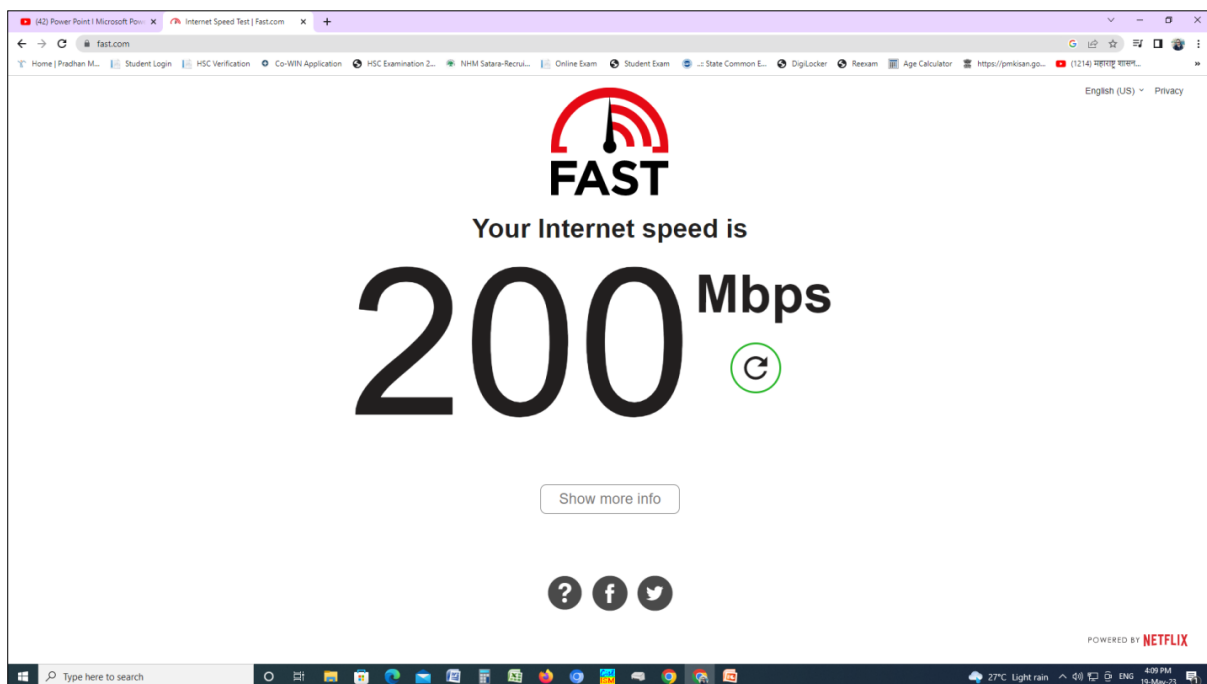 (42) Power Point I Microsoft Pow
Internet Speed Test | Fast.com
fast.com
Home | Pradhan M...
Student Login
HSC Verification
Co-WIN Application
HSC Examination 2...
NHM Satara-Recrui...
Online Exam
Student Exam
..:: State Common E...
DigiLocker
Reexam
Age Calculator
https://pmkisan.go...
(1214) महाराष्ट्र शासन...
»
English (US)
Privacy
FAST
Your Internet speed is
200 Mbps
Show more info
POWERED BY NETFLIX
Type here to search
27°C Light rain
ENG
4:09 PM
19-May-23